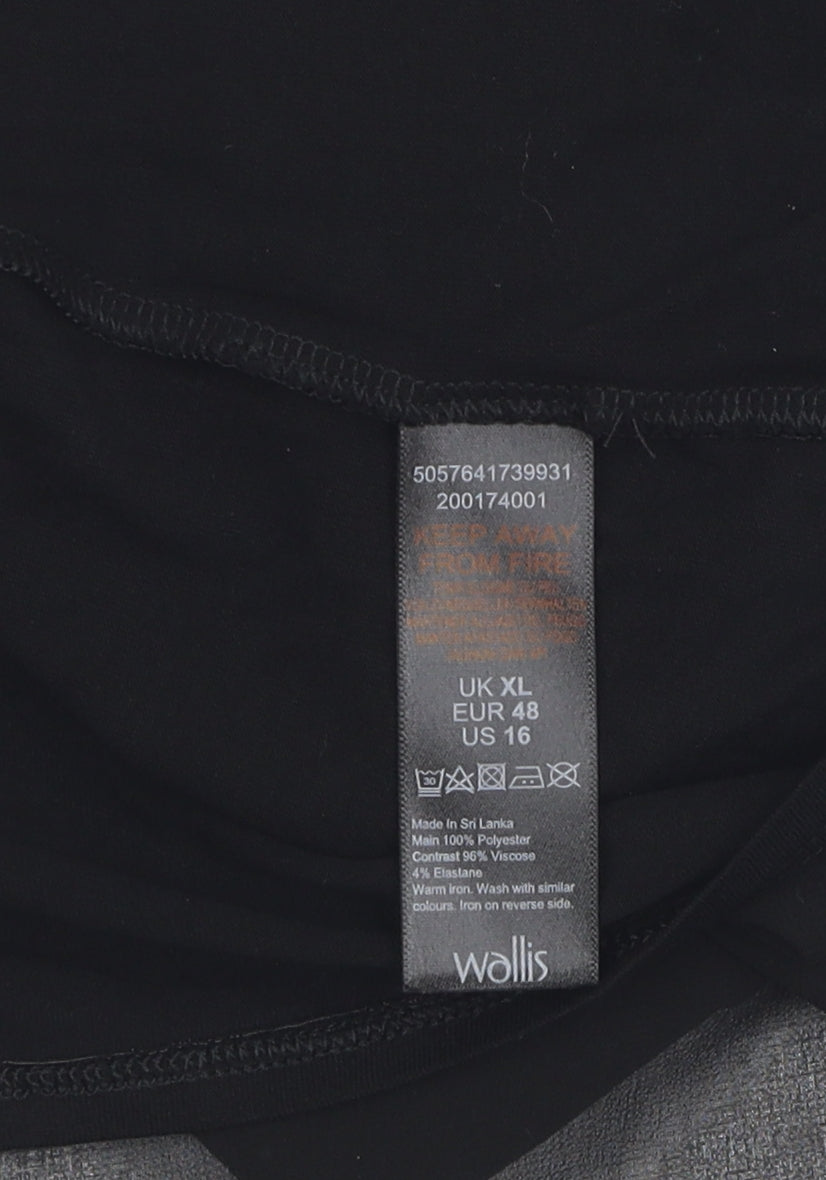 5057641739931
200174001
KEEP AWAY
FROM FIRE
UK XL
EUR 48
US 16
30
Made In Sri Lanka
Main 100% Polyester
Contrast 96% Viscose
4% Elastane
Warm iron. Wash with similar
colours. Iron on reverse side.
wallis